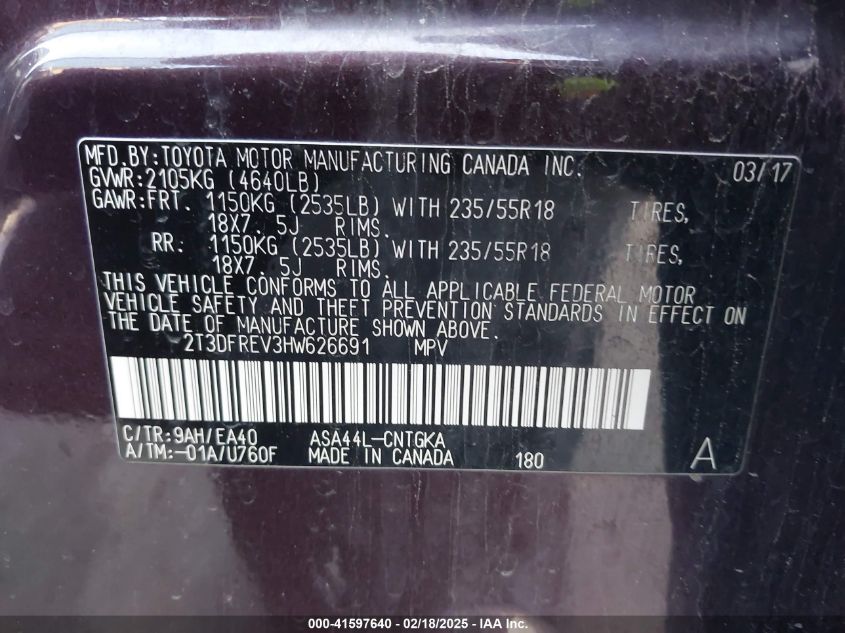 MFD.BY:TOYOTA MOTOR MANUFACTURING CANADA INC. 03/17
GVWR:2105KG (4640LB)
GAWR:FRT. 1150KG (2535LB) WITH 235/55R18 TIRES,
18X7. 5J RIMS.
RR. 1150KG (2535LB) WITH 235/55R18 TIRES,
18X7. 5J RIMS.
THIS VEHICLE CONFORMS TO ALL APPLICABLE FEDERAL MOTOR
VEHICLE SAFETY AND THEFT PREVENTION STANDARDS IN EFFECT ON
THE DATE OF MANUFACTURE SHOWN ABOVE.
2T3DFREV3HW626691 MPV
C/TR:9AH/EA40 ASA44L-CNTGKA
A/TM:-01A/U760F MADE IN CANADA 180 A
000-41597640 - 02/18/2025 - IAA Inc.